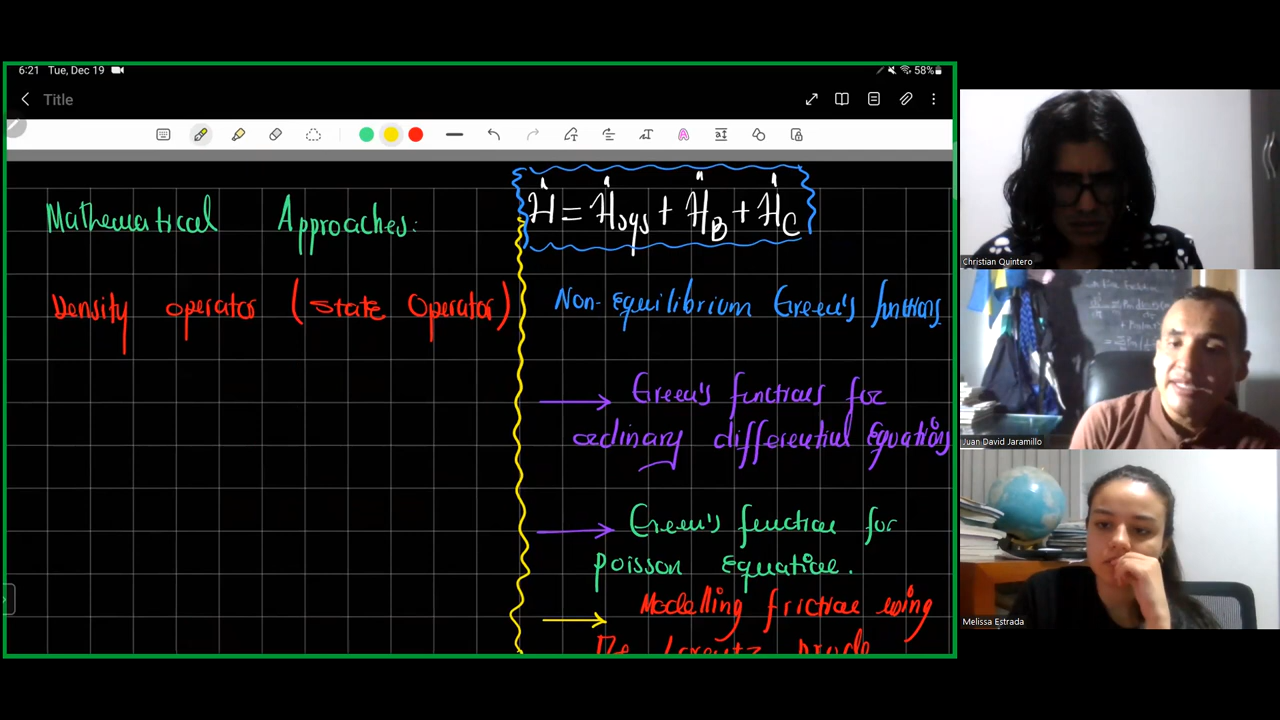 6:21 Tue, Dec 19 58%
Title
Mathematical Approaches:
Density operator (state Operator)
Ĥ = Ĥsys + ĤB + ĤC
Non-Equilibrium Green's functions
→ Green's functions for
ordinary differential Equations
→ Green's function for
poisson Equation.
→ Modelling friction using
The Lorentz
Christian Quintero
Juan David Jaramillo
Melissa Estrada